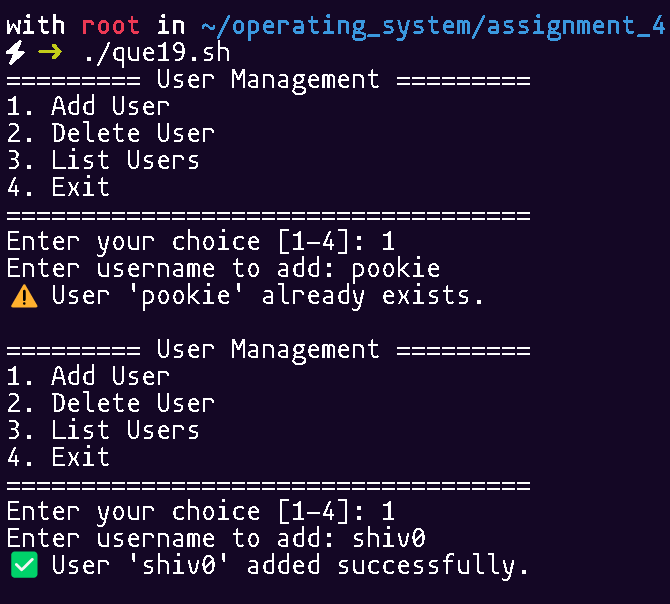 with root in ~/operating_system/assignment_4
⚡ → ./que19.sh
========= User Management =========
1. Add User
2. Delete User
3. List Users
4. Exit
===================================
Enter your choice [1-4]: 1
Enter username to add: pookie
⚠️ User 'pookie' already exists.

========= User Management =========
1. Add User
2. Delete User
3. List Users
4. Exit
===================================
Enter your choice [1-4]: 1
Enter username to add: shiv0
✅ User 'shiv0' added successfully.